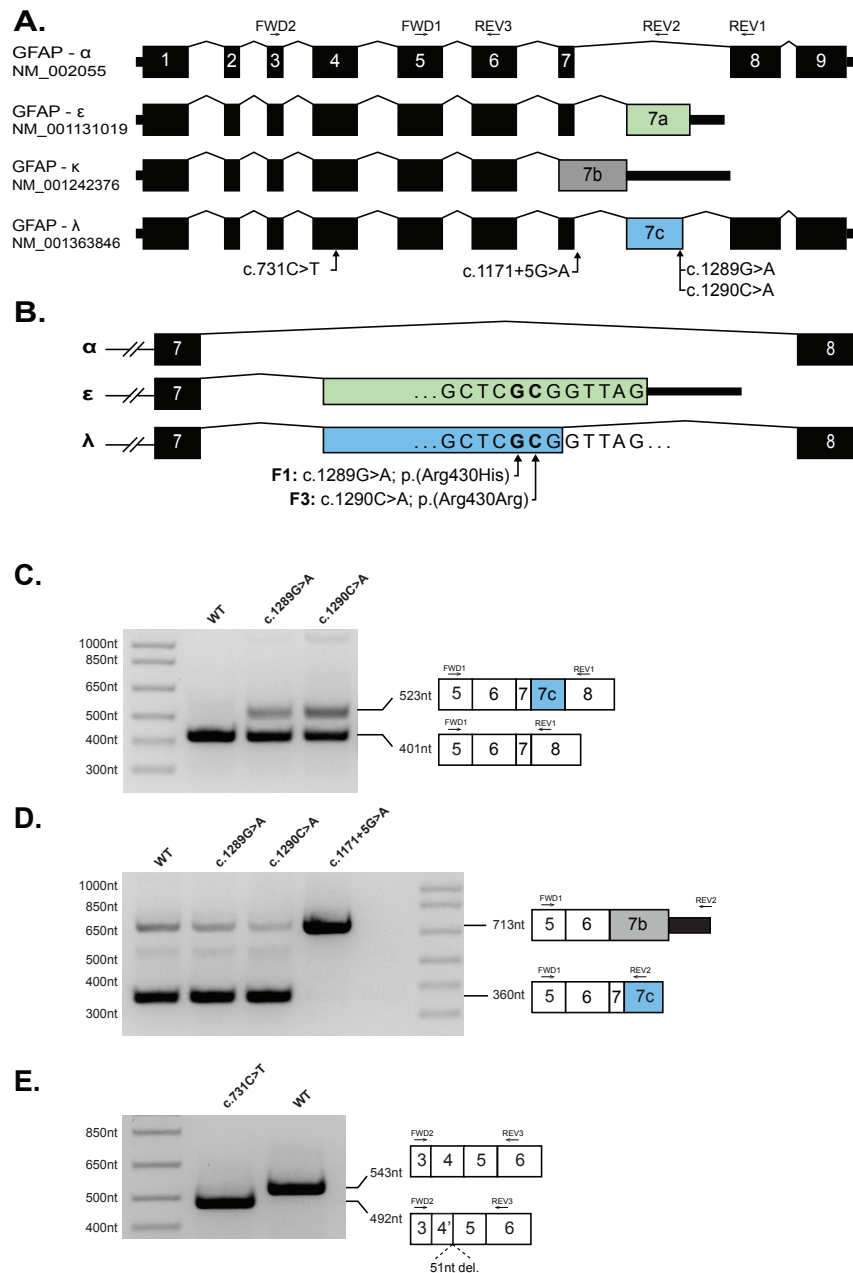 A.
FWD2 FWD1 REV3 REV2 REV1
GFAP - α
NM_002055
1 2 3 4 5 6 7 8 9
GFAP - ε
NM_001131019
7a
GFAP - κ
NM_001242376
7b
GFAP - λ
NM_001363846
7c
c.731C>T
c.1171+5G>A
c.1289G>A
c.1290C>A
B.
α 7 8
ε 7 ...GCTCGCGGTTAG
λ 7 ...GCTCGCGGTTAG... 8
F1: c.1289G>A; p.(Arg430His)
F3: c.1290C>A; p.(Arg430Arg)
C.
WT c.1289G>A c.1290C>A
1000nt
850nt
650nt
500nt
400nt
300nt
523nt
FWD1 REV1
5 6 7 7c 8
401nt
FWD1 REV1
5 6 7 8
D.
WT c.1289G>A c.1290C>A c.1171+5G>A
1000nt
850nt
650nt
500nt
400nt
300nt
713nt
FWD1 REV2
5 6 7b
360nt
FWD1 REV2
5 6 7 7c
E.
c.731C>T WT
850nt
650nt
500nt
400nt
543nt
FWD2 REV3
3 4 5 6
492nt
FWD2 REV3
3 4' 5 6
51nt del.